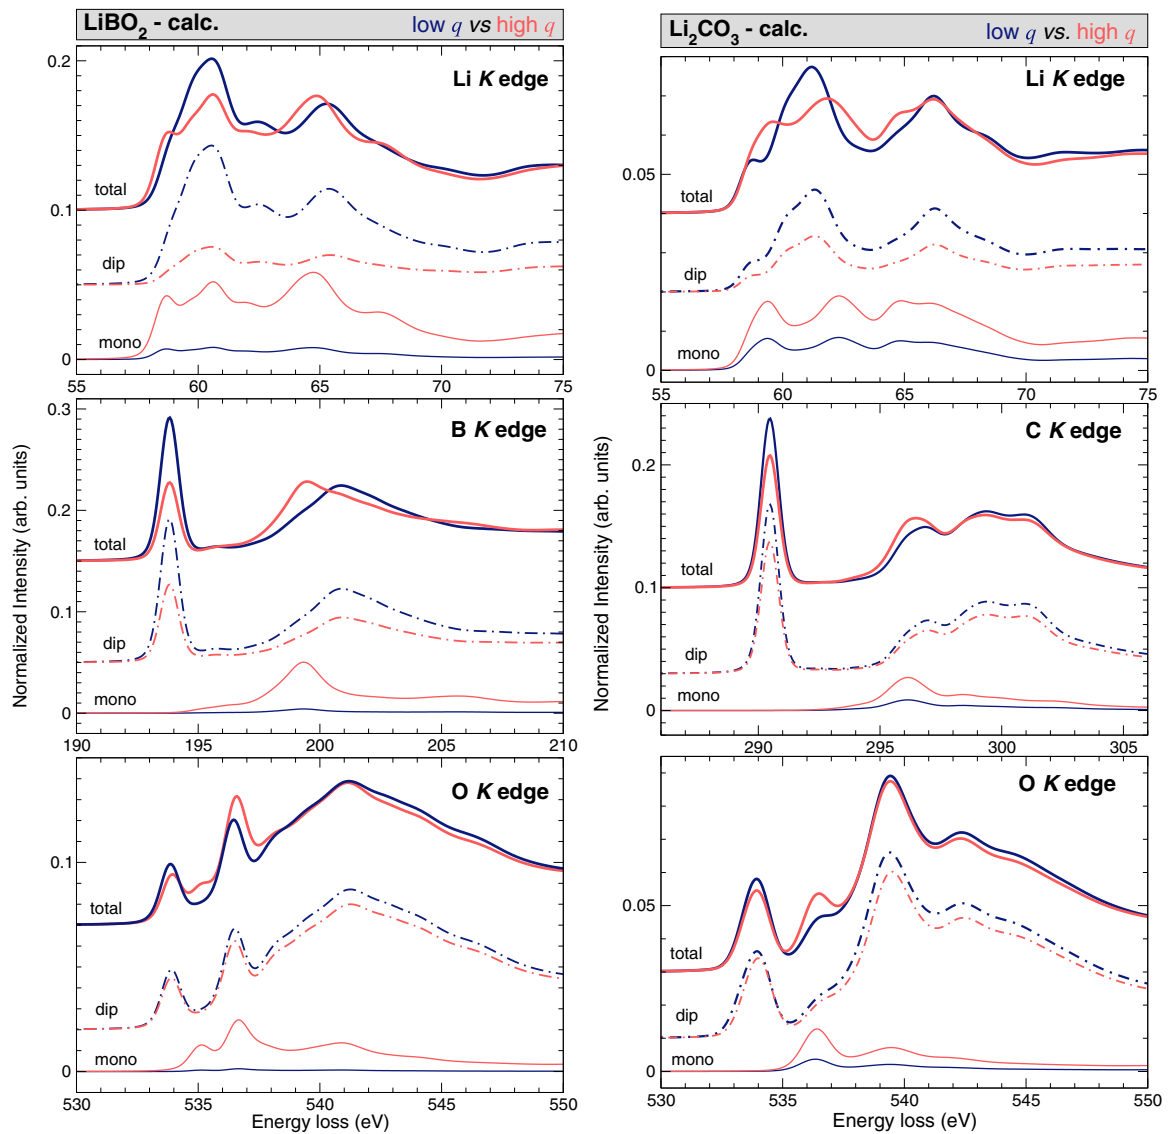 LiBO2 - calc. low q vs high q
0.2
Li K edge
total
0.1
dip
mono
0
55 60 65 70 75
0.3
B K edge
0.2
total
0.1
dip
mono
0
190 195 200 205 210
O K edge
0.1
total
dip
mono
0
530 535 540 545 550
Energy loss (eV)
Normalized Intensity (arb. units)
Li2CO3 - calc. low q vs. high q
Li K edge
0.05
total
dip
mono
0
55 60 65 70 75
C K edge
0.2
0.1
total
dip
mono
0
290 295 300 305
O K edge
0.05
total
dip
mono
0
530 535 540 545 550
Energy loss (eV)
Normalized Intensity (arb. units)